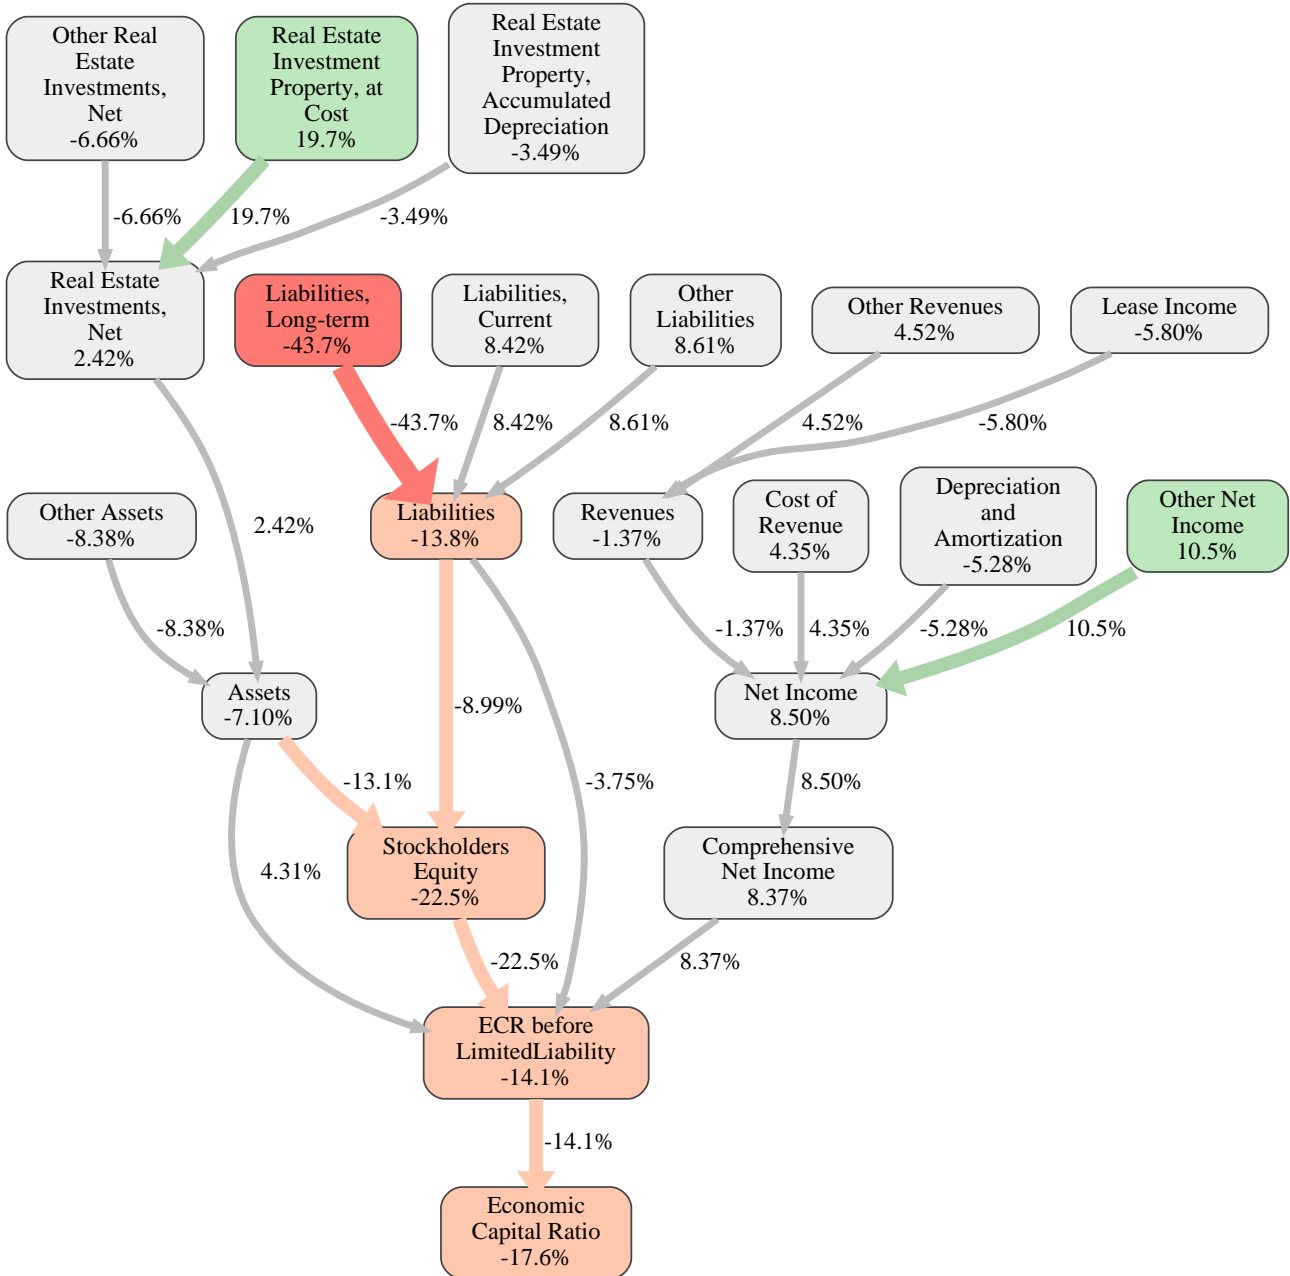 Other Real
Estate
Investments,
Net
-6.66%
Real Estate
Investment
Property, at
Cost
19.7%
Real Estate
Investment
Property,
Accumulated
Depreciation
-3.49%
-6.66%
19.7%
-3.49%
Real Estate
Investments,
Net
2.42%
Liabilities,
Long-term
-43.7%
Liabilities,
Current
8.42%
Other
Liabilities
8.61%
Other Revenues
4.52%
Lease Income
-5.80%
-43.7%
8.42%
8.61%
4.52%
-5.80%
Other Assets
-8.38%
2.42%
Liabilities
-13.8%
Revenues
-1.37%
Cost of
Revenue
4.35%
Depreciation
and
Amortization
-5.28%
Other Net
Income
10.5%
-8.38%
-1.37%
4.35%
-5.28%
10.5%
Assets
-7.10%
-8.99%
Net Income
8.50%
-13.1%
-3.75%
8.50%
4.31%
Stockholders
Equity
-22.5%
Comprehensive
Net Income
8.37%
-22.5%
8.37%
ECR before
LimitedLiability
-14.1%
-14.1%
Economic
Capital Ratio
-17.6%